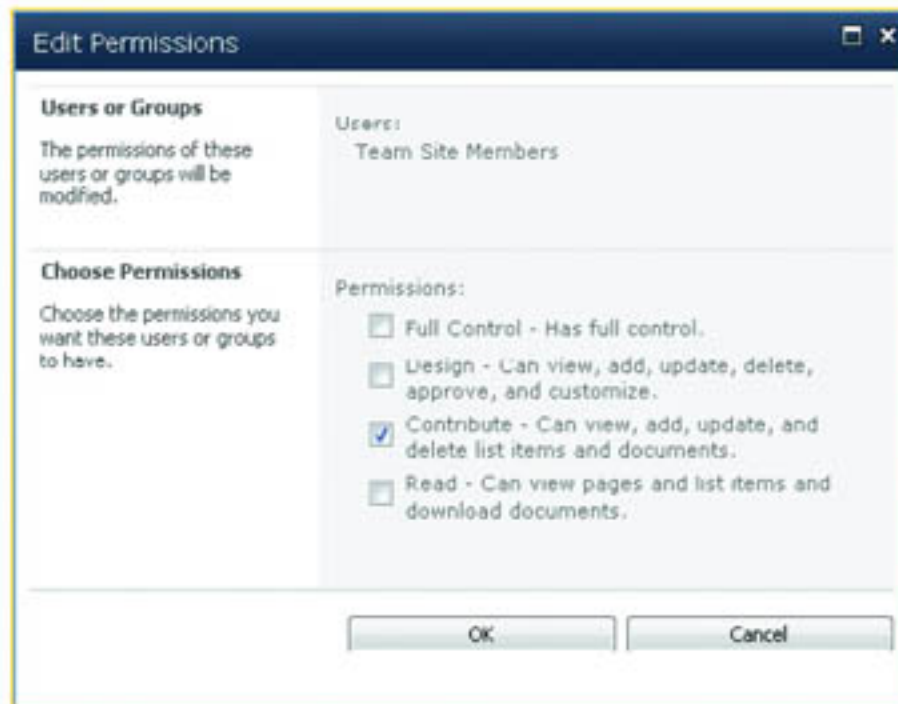 Edit Permissions
Users or Groups
The permissions of these
users or groups will be
modified.
Users:
Team Site Members
Choose Permissions
Choose the permissions you
want these users or groups
to have.
Permissions:
Full Control - Has full control.
Design - Can view, add, update, delete,
approve, and customize.
Contribute - Can view, add, update, and
delete list items and documents.
Read - Can view pages and list items and
download documents.
OK
Cancel